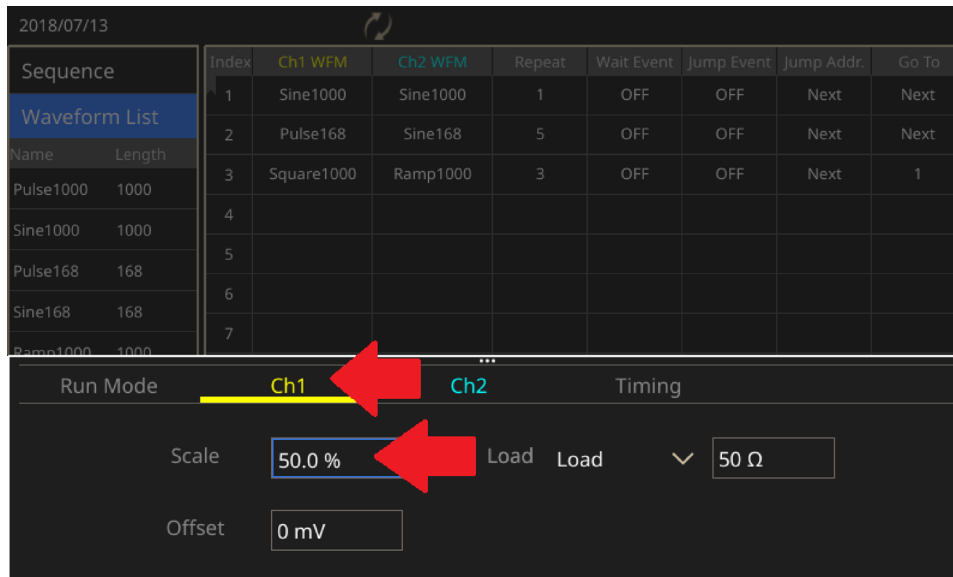 2018/07/13
Sequence
Waveform List
Name Length
Pulse1000 1000
Sine1000 1000
Pulse168 168
Sine168 168
Ramp1000 1000
Index Ch1 WFM Ch2 WFM Repeat Wait Event Jump Event Jump Addr. Go To
1 Sine1000 Sine1000 1 OFF OFF Next Next
2 Pulse168 Sine168 5 OFF OFF Next Next
3 Square1000 Ramp1000 3 OFF OFF Next 1
4
5
6
7
Run Mode Ch1 Ch2 Timing
Scale 50.0 % Load Load 50 Ω
Offset 0 mV